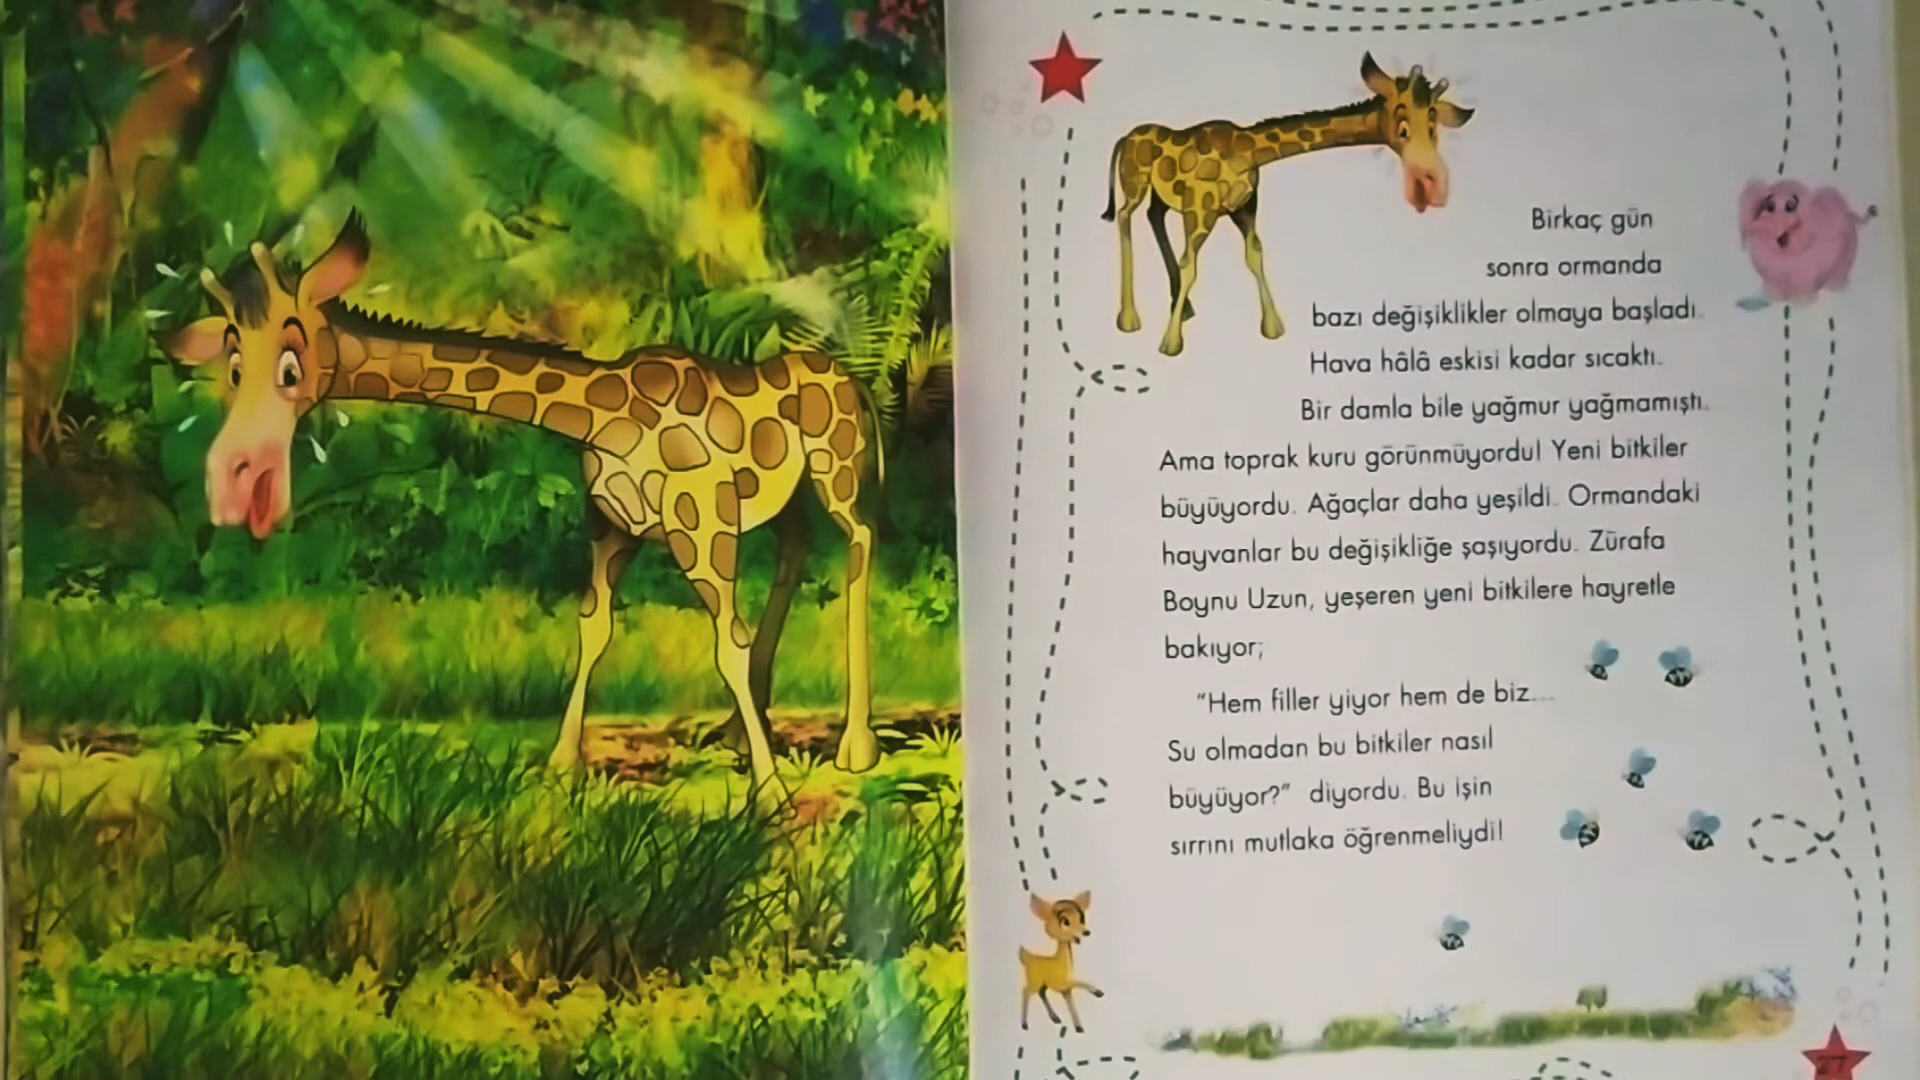 Birkaç gün
sonra ormanda
bazı değişiklikler olmaya başladı.
Hava hâlâ eskisi kadar sıcaktı.
Bir damla bile yağmur yağmamıştı.
Ama toprak kuru görünmüyordu! Yeni bitkiler
büyüyordu. Ağaçlar daha yeşildi. Ormandaki
hayvanlar bu değişikliğe şaşıyordu. Zürafa
Boynu Uzun, yeşeren yeni bitkilere hayretle
bakıyor;
“Hem filler yiyor hem de biz...
Su olmadan bu bitkiler nasıl
büyüyor?” diyordu. Bu işin
sırrını mutlaka öğrenmeliydi!
27